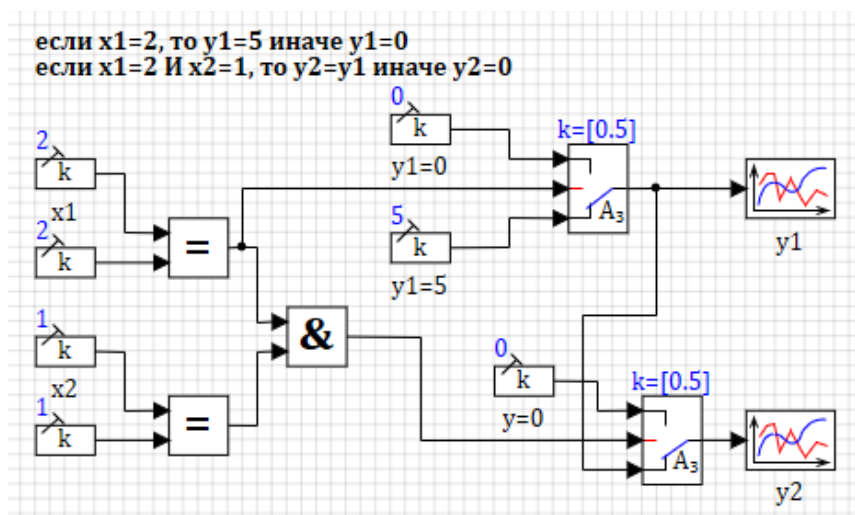 если x1=2, то y1=5 иначе y1=0
если x1=2 И x2=1, то y2=y1 иначе y2=0
0
k
k=[0.5]
2
k
y1=0
x1
5
A₃
2
k
=
k
y1
y1=5
1
k
&
0
k
k=[0.5]
x2
1
k
=
y=0
A₃
y2